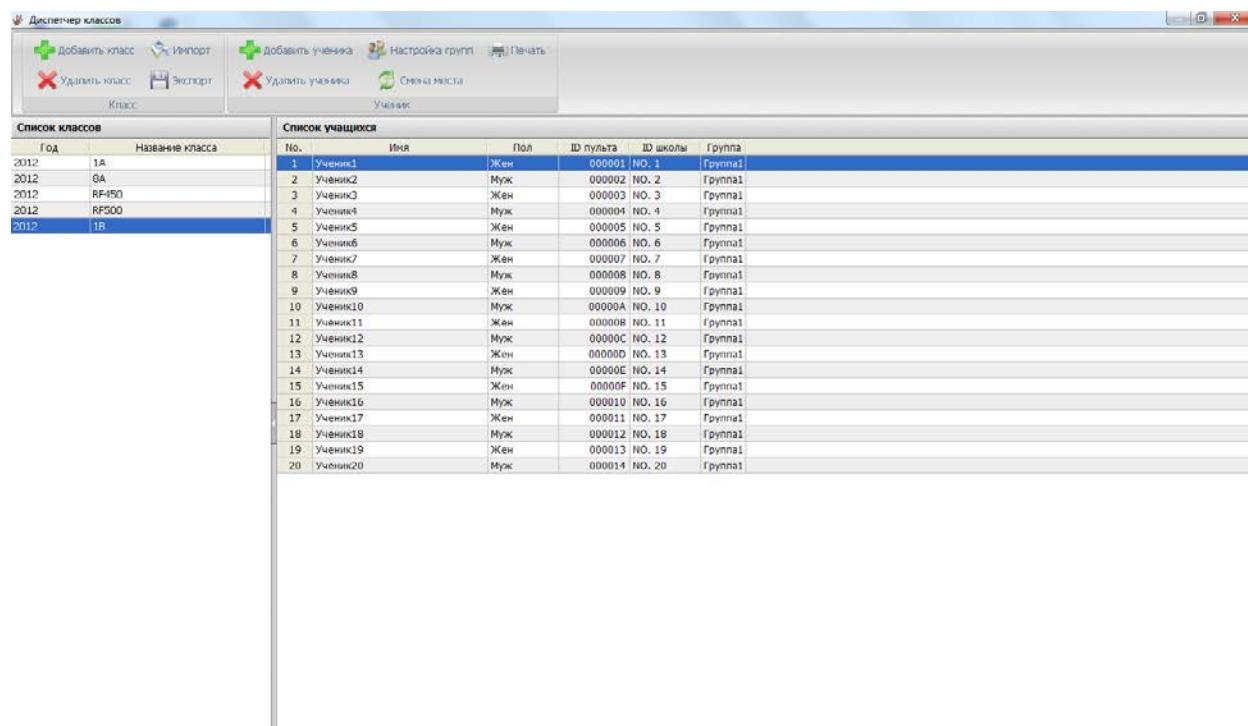 Диспетчер классов
Добавить класс Импорт Добавить ученика Настройка групп Печать
Удалить класс Экспорт Удалить ученика Смена места
Класс Ученик
Список классов Список учащихся
Год Название класса No. Имя Пол ID пульта ID школы Группа
2012 1А 1 Ученик1 Жен 000001 NO. 1 Группа1
2012 8А 2 Ученик2 Муж 000002 NO. 2 Группа1
2012 RF450 3 Ученик3 Жен 000003 NO. 3 Группа1
2012 RF500 4 Ученик4 Муж 000004 NO. 4 Группа1
2012 1В 5 Ученик5 Жен 000005 NO. 5 Группа1
6 Ученик6 Муж 000006 NO. 6 Группа1
7 Ученик7 Жен 000007 NO. 7 Группа1
8 Ученик8 Муж 000008 NO. 8 Группа1
9 Ученик9 Жен 000009 NO. 9 Группа1
10 Ученик10 Муж 00000A NO. 10 Группа1
11 Ученик11 Жен 00000B NO. 11 Группа1
12 Ученик12 Муж 00000C NO. 12 Группа1
13 Ученик13 Жен 00000D NO. 13 Группа1
14 Ученик14 Муж 00000E NO. 14 Группа1
15 Ученик15 Жен 00000F NO. 15 Группа1
16 Ученик16 Муж 000010 NO. 16 Группа1
17 Ученик17 Жен 000011 NO. 17 Группа1
18 Ученик18 Муж 000012 NO. 18 Группа1
19 Ученик19 Жен 000013 NO. 19 Группа1
20 Ученик20 Муж 000014 NO. 20 Группа1